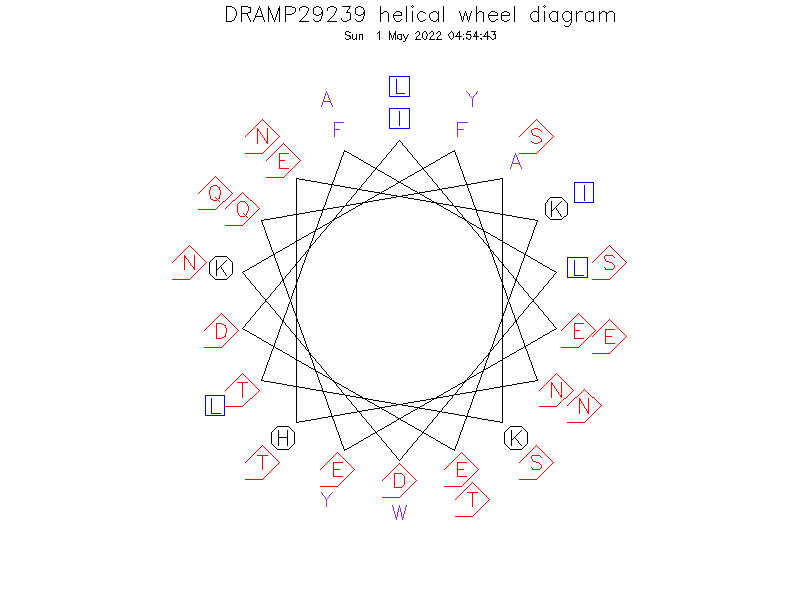 DRAMP29239 helical wheel diagram
Sun 1 May 2022 04:54:43
L
A Y
I
F F
N S
E A
Q I
Q K
N K L S
D E E
L T N N
H K
T S
E E
Y D T
W